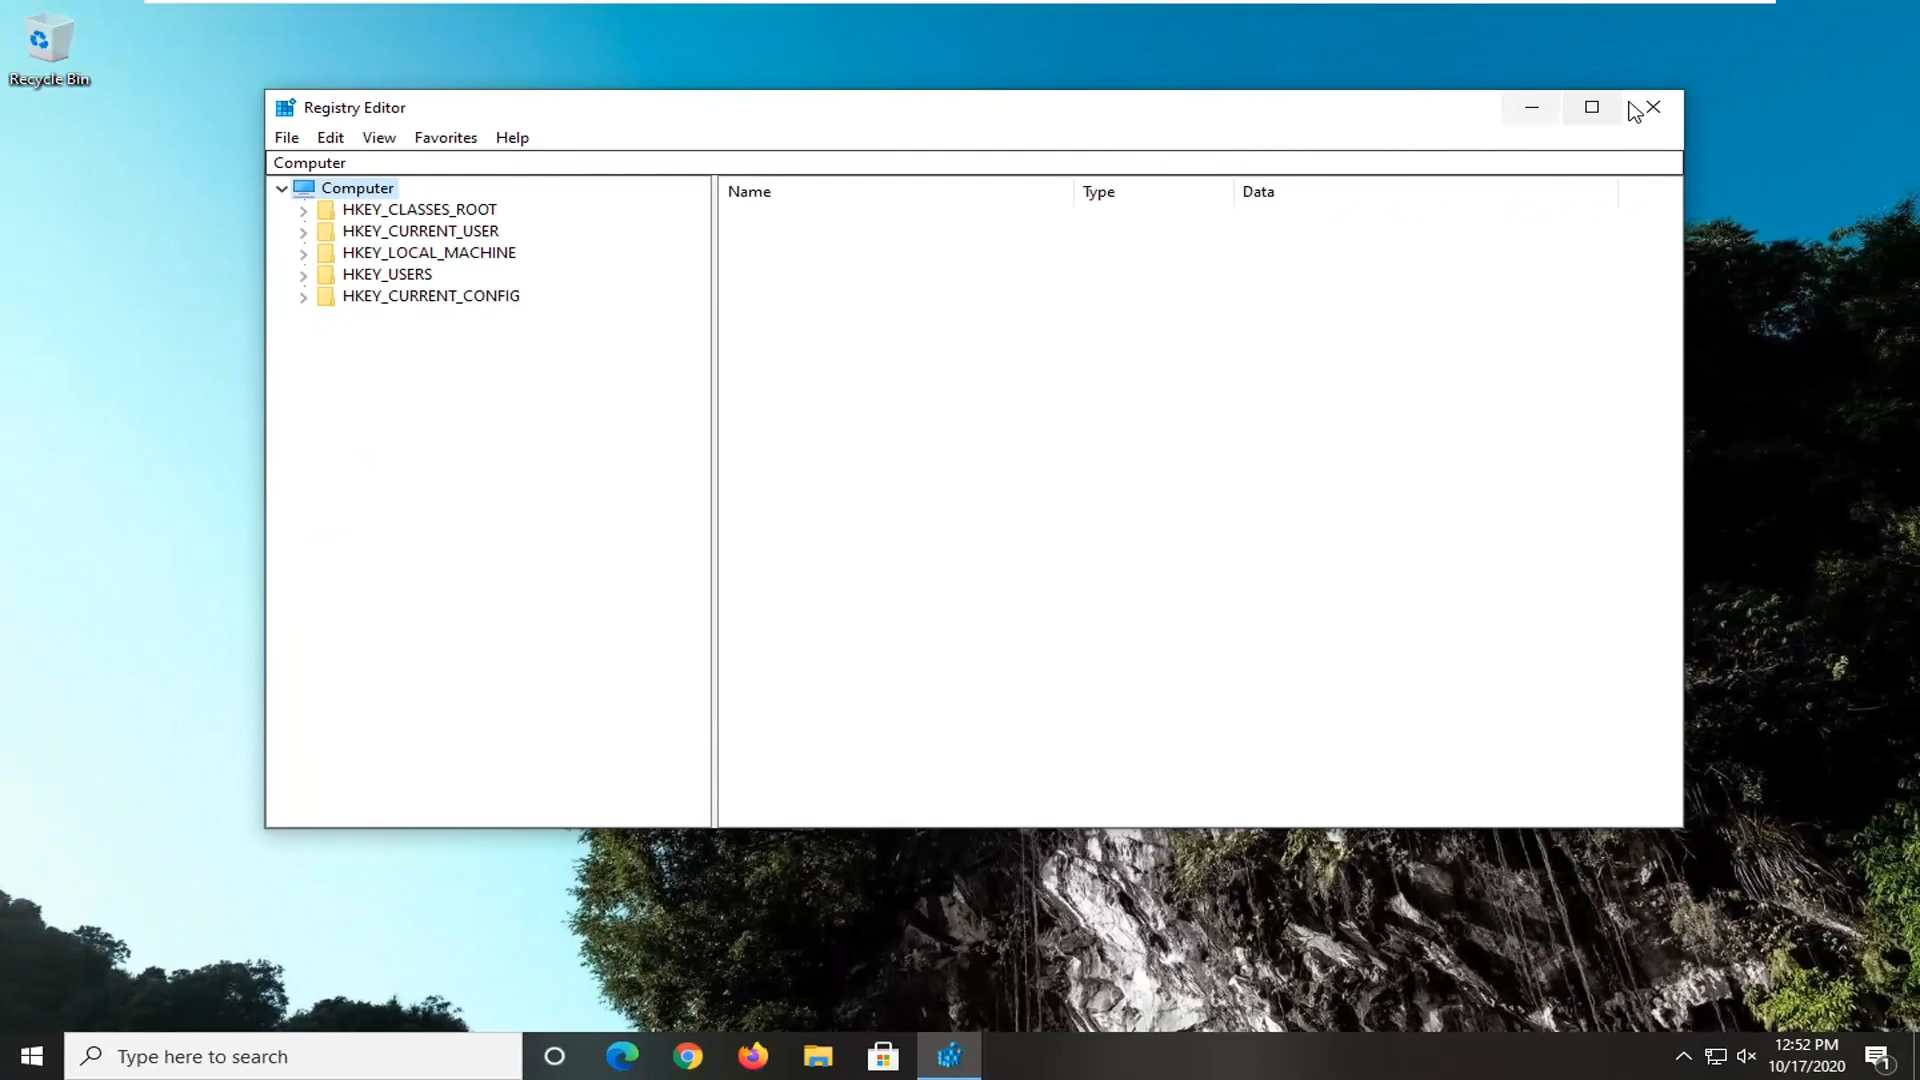 Recycle Bin
Registry Editor
File Edit View Favorites Help
Computer
Computer
HKEY_CLASSES_ROOT
HKEY_CURRENT_USER
HKEY_LOCAL_MACHINE
HKEY_USERS
HKEY_CURRENT_CONFIG
Name Type Data
Type here to search
12:52 PM
10/17/2020
1